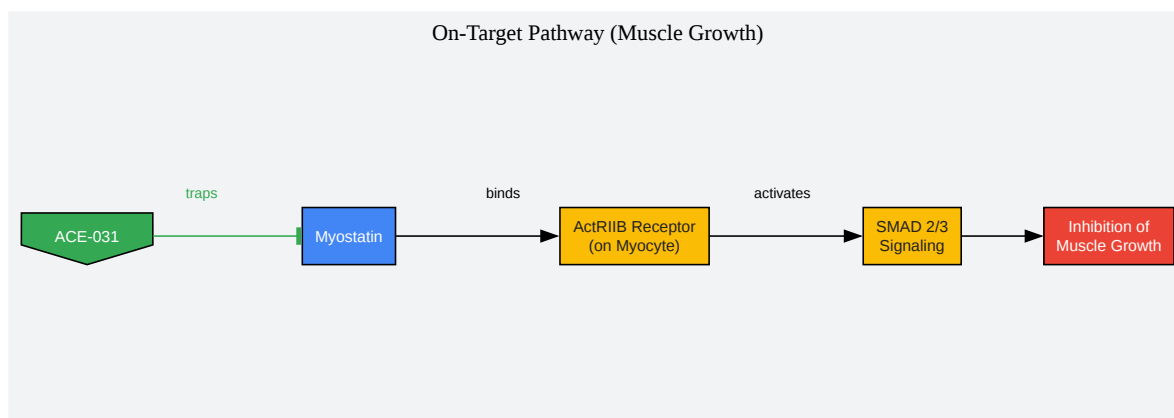 On-Target Pathway (Muscle Growth)
traps
binds
activates
ACE-031
Myostatin
ActRIIB Receptor
(on Myocyte)
SMAD 2/3
Signaling
Inhibition of
Muscle Growth